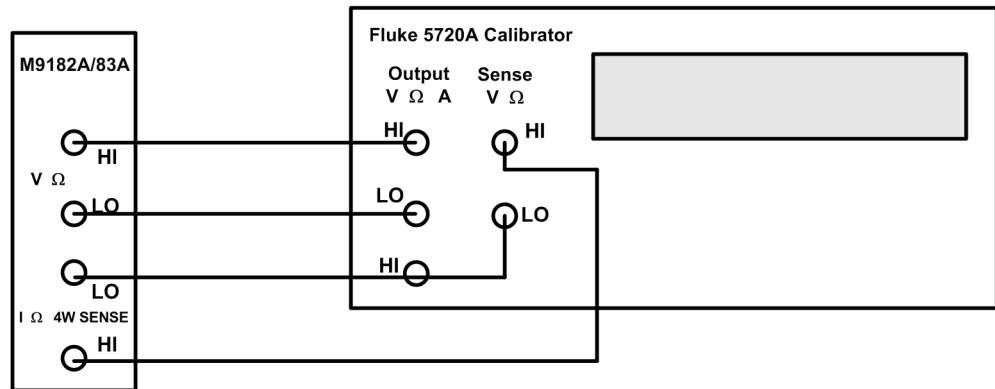 Fluke 5720A Calibrator
M9182A/83A
Output Sense
V Ω A V Ω
HI HI
HI
V Ω
LO LO LO
HI
LO
I Ω 4W SENSE
HI